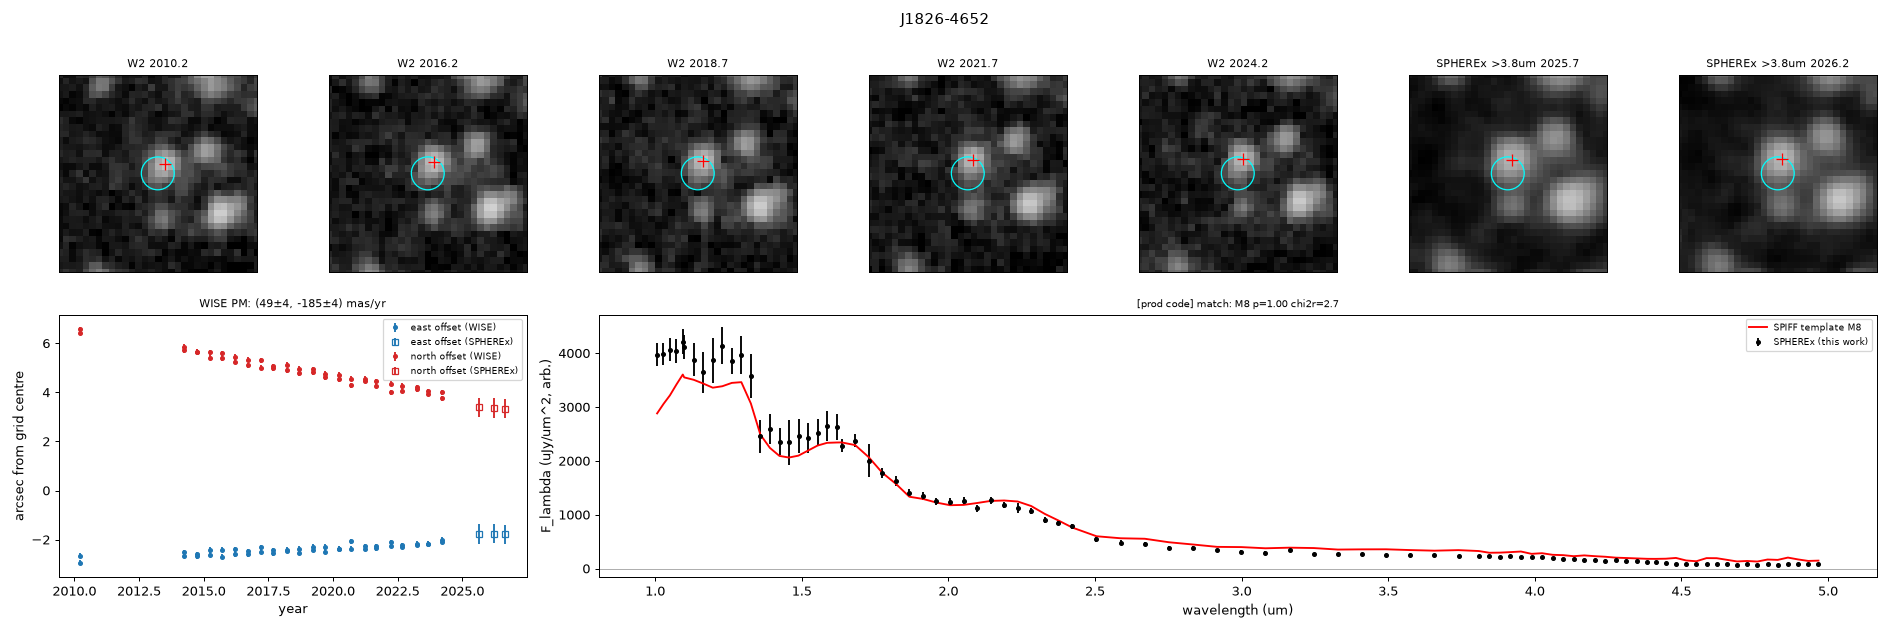 J1826-4652
W2 2010.2
W2 2016.2
W2 2018.7
W2 2021.7
W2 2024.2
SPHEREx >3.8um 2025.7
SPHEREx >3.8um 2026.2
WISE PM: (49±4, -185±4) mas/yr
east offset (WISE)
east offset (SPHEREx)
north offset (WISE)
north offset (SPHEREx)
arcsec from grid centre
6
4
2
0
−2
2010.0 2012.5 2015.0 2017.5 2020.0 2022.5 2025.0
year
[prod code] match: M8 p=1.00 chi2r=2.7
SPIFF template M8
SPHEREx (this work)
F_lambda (uJy/um^2, arb.)
4000
3000
2000
1000
0
1.0 1.5 2.0 2.5 3.0 3.5 4.0 4.5 5.0
wavelength (um)